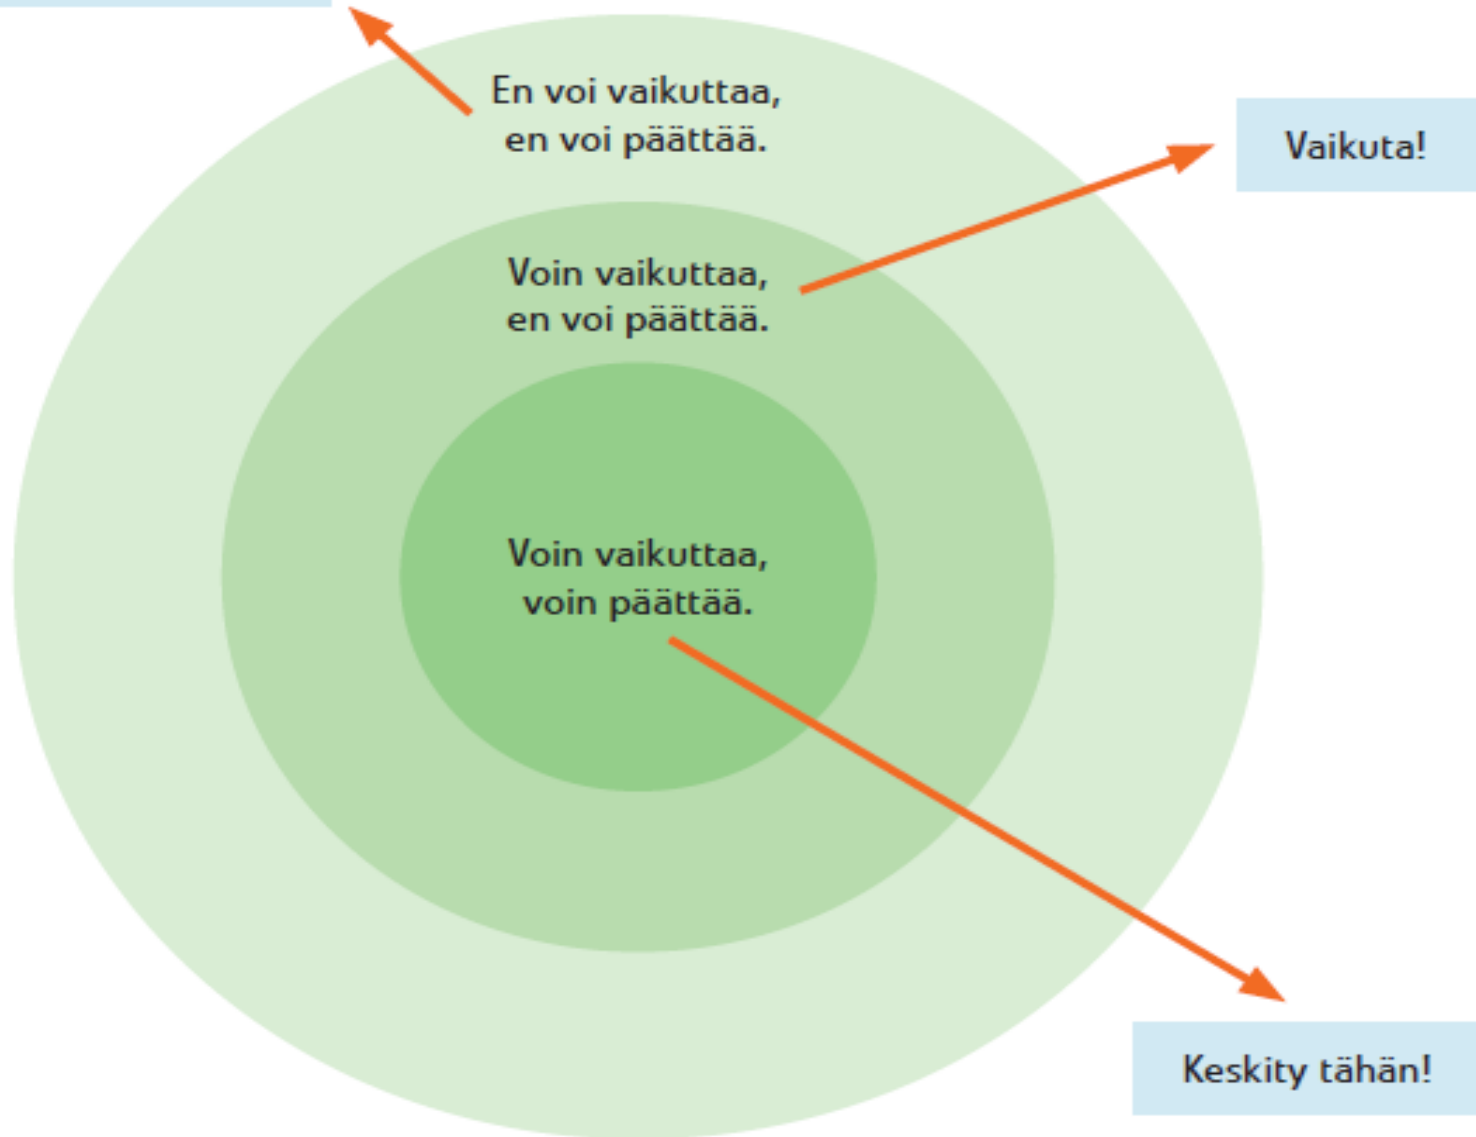 En voi vaikuttaa,
en voi päättää.
Vaikuta!
Voin vaikuttaa,
en voi päättää.
Voin vaikuttaa,
voin päättää.
Keskity tähän!